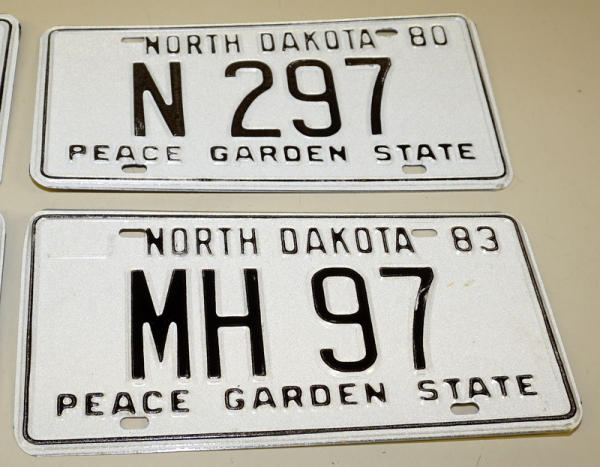 NORTH DAKOTA 80
N 297
PEACE GARDEN STATE
NORTH DAKOTA 83
MH 97
PEACE GARDEN STATE